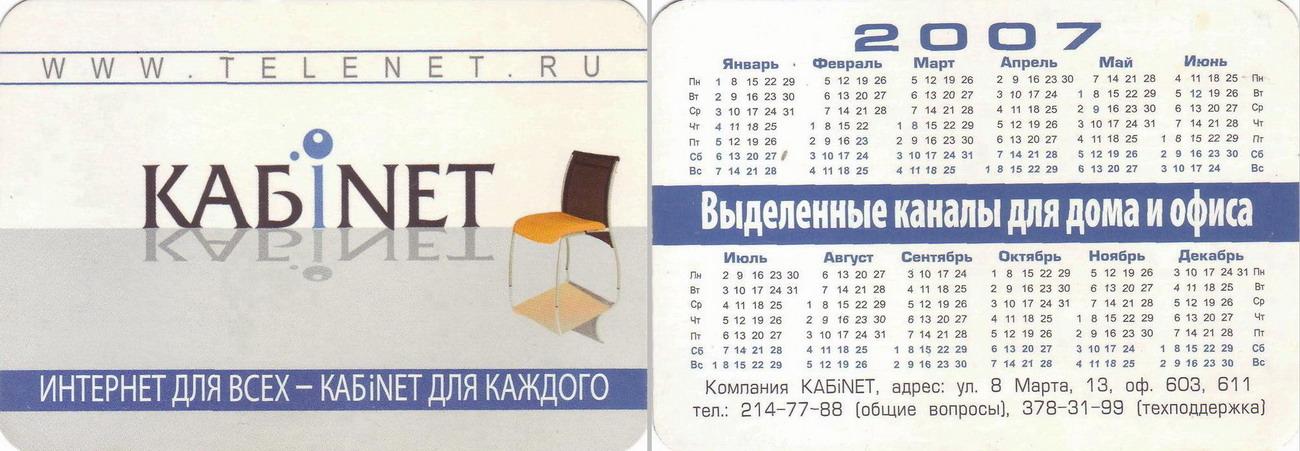 WWW.TELENET.RU
КАБiNET
ИНТЕРНЕТ ДЛЯ ВСЕХ – КАБiNET ДЛЯ КАЖДОГО
2007
Январь Февраль Март Апрель Май Июнь
Пн 1 8 15 22 29 5 12 19 26 5 12 19 26 2 9 16 23 30 7 14 21 28 4 11 18 25 Пн
Вт 2 9 16 23 30 6 13 20 27 6 13 20 27 3 10 17 24 1 8 15 22 29 5 12 19 26 Вт
Ср 3 10 17 24 31 7 14 21 28 7 14 21 28 4 11 18 25 2 9 16 23 30 6 13 20 27 Ср
Чт 4 11 18 25 1 8 15 22 1 8 15 22 29 5 12 19 26 3 10 17 24 31 7 14 21 28 Чт
Пт 5 12 19 26 2 9 16 23 2 9 16 23 30 6 13 20 27 4 11 18 25 1 8 15 22 29 Пт
Сб 6 13 20 27 3 10 17 24 3 10 17 24 31 7 14 21 28 5 12 19 26 2 9 16 23 30 Сб
Вс 7 14 21 28 4 11 18 25 4 11 18 25 1 8 15 22 29 6 13 20 27 3 10 17 24 Вс
Выделенные каналы для дома и офиса
Июль Август Сентябрь Октябрь Ноябрь Декабрь
Пн 2 9 16 23 30 6 13 20 27 3 10 17 24 1 8 15 22 29 5 12 19 26 3 10 17 24 31 Пн
Вт 3 10 17 24 31 7 14 21 28 4 11 18 25 2 9 16 23 30 6 13 20 27 4 11 18 25 Вт
Ср 4 11 18 25 1 8 15 22 29 5 12 19 26 3 10 17 24 31 7 14 21 28 5 12 19 26 Ср
Чт 5 12 19 26 2 9 16 23 30 6 13 20 27 4 11 18 25 1 8 15 22 29 6 13 20 27 Чт
Пт 6 13 20 27 3 10 17 24 31 7 14 21 28 5 12 19 26 2 9 16 23 30 7 14 21 28 Пт
Сб 7 14 21 28 4 11 18 25 1 8 15 22 29 6 13 20 27 3 10 17 24 1 8 15 22 29 Сб
Вс 1 8 15 22 29 5 12 19 26 2 9 16 23 30 7 14 21 28 4 11 18 25 2 9 16 23 30 Вс
Компания КАБiNET, адрес: ул. 8 Марта, 13, оф. 603, 611
тел.: 214-77-88 (общие вопросы), 378-31-99 (техподдержка)